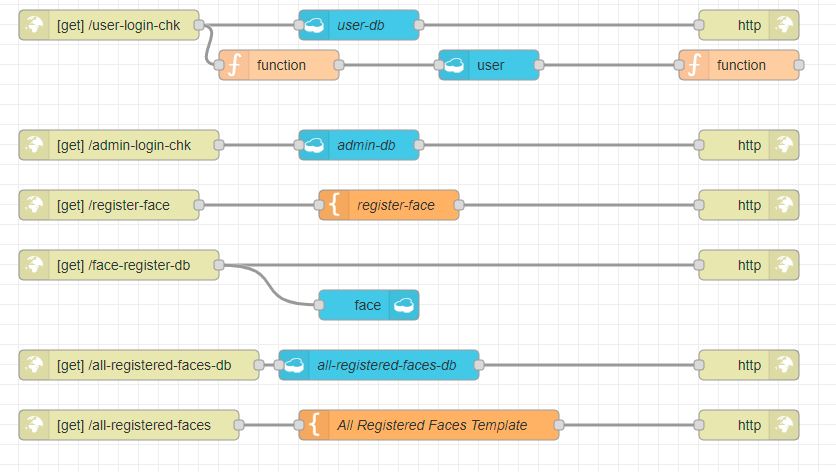 [get] /user-login-chk user-db http
function user function
[get] /admin-login-chk admin-db http
[get] /register-face register-face http
[get] /face-register-db http
face
[get] /all-registered-faces-db all-registered-faces-db http
[get] /all-registered-faces All Registered Faces Template http